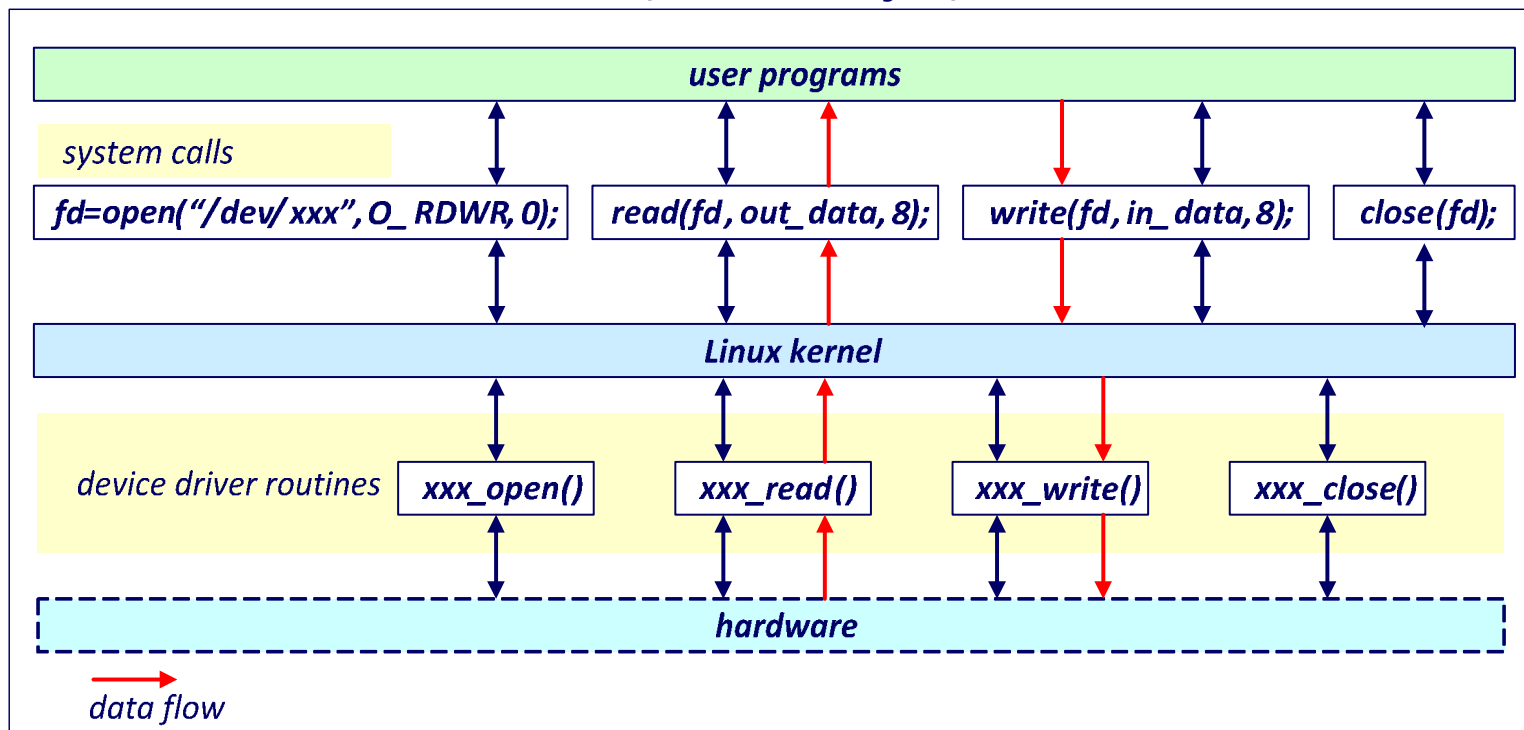 user programs
system calls
fd=open(“/dev/xxx”,O_RDWR,0);
read(fd,out_data,8);
write(fd,in_data,8);
close(fd);
Linux kernel
device driver routines
xxx_open()
xxx_read()
xxx_write()
xxx_close()
hardware
data flow